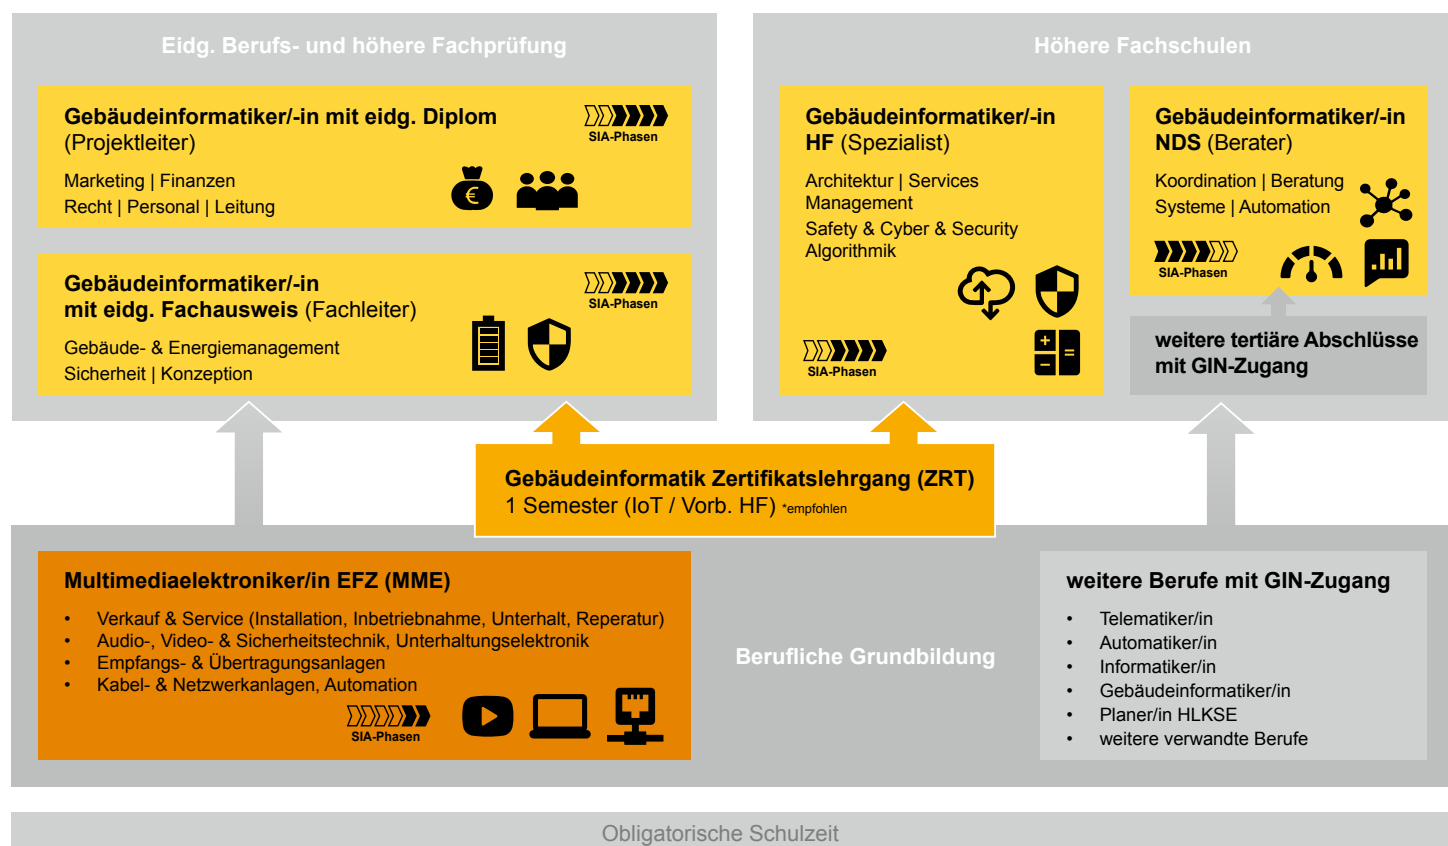 Eidg. Berufs- und höhere Fachprüfung
Gebäudeinformatiker/-in mit eidg. Diplom
(Projektleiter)
SIA-Phasen
Marketing | Finanzen
Recht | Personal | Leitung
€
Gebäudeinformatiker/-in
mit eidg. Fachausweis (Fachleiter)
SIA-Phasen
Gebäude- & Energiemanagement
Sicherheit | Konzeption
Höhere Fachschulen
Gebäudeinformatiker/-in
HF (Spezialist)
Architektur | Services
Management
Safety & Cyber & Security
Algorithmik
SIA-Phasen
Gebäudeinformatiker/-in
NDS (Berater)
Koordination | Beratung
Systeme | Automation
SIA-Phasen
weitere tertiäre Abschlüsse
mit GIN-Zugang
Gebäudeinformatik Zertifikatslehrgang (ZRT)
1 Semester (IoT / Vorb. HF) *empfohlen
Multimediaelektroniker/in EFZ (MME)
• Verkauf & Service (Installation, Inbetriebnahme, Unterhalt, Reperatur)
• Audio-, Video- & Sicherheitstechnik, Unterhaltungselektronik
• Empfangs- & Übertragungsanlagen
• Kabel- & Netzwerkanlagen, Automation
SIA-Phasen
Berufliche Grundbildung
weitere Berufe mit GIN-Zugang
• Telematiker/in
• Automatiker/in
• Informatiker/in
• Gebäudeinformatiker/in
• Planer/in HLKSE
• weitere verwandte Berufe
Obligatorische Schulzeit